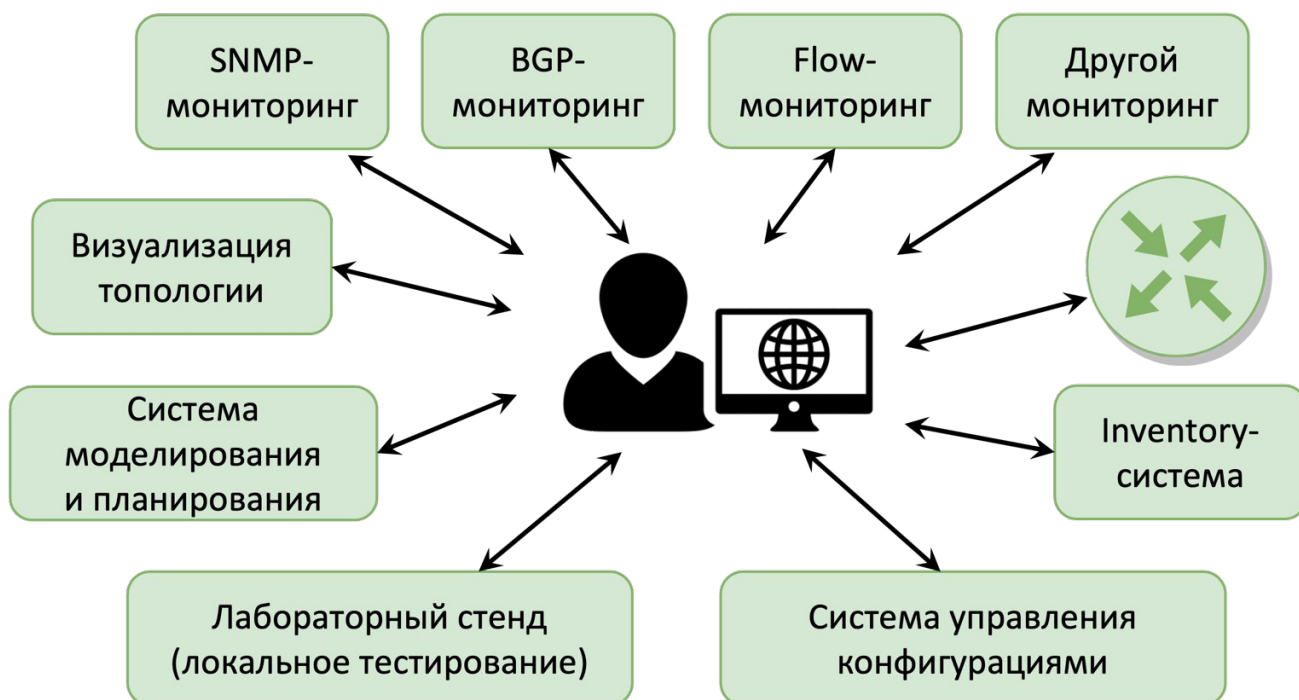 SNMP-
мониторинг
BGP-
мониторинг
Flow-
мониторинг
Другой
мониторинг
Визуализация
топологии
Система
моделирования
и планирования
Inventory-
система
Лабораторный стенд
(локальное тестирование)
Система управления
конфигурациями